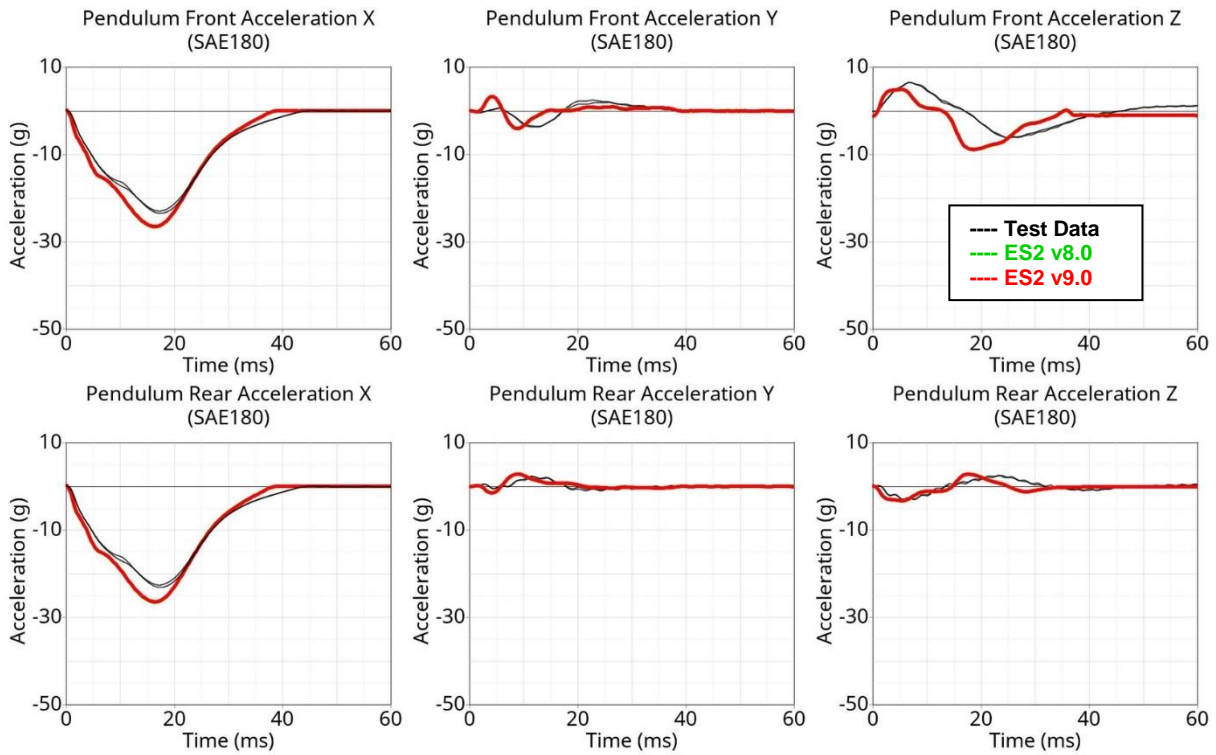 Pendulum Front Acceleration X
(SAE180)
10
-10
-30
-50
Acceleration (g)
0
20
40
60
Time (ms)
Pendulum Front Acceleration Y
(SAE180)
10
-10
-30
-50
Acceleration (g)
0
20
40
60
Time (ms)
Pendulum Front Acceleration Z
(SAE180)
10
-10
-30
-50
Acceleration (g)
0
20
40
60
Time (ms)
---- Test Data
---- ES2 v8.0
---- ES2 v9.0
Pendulum Rear Acceleration X
(SAE180)
10
-10
-30
-50
Acceleration (g)
0
20
40
60
Time (ms)
Pendulum Rear Acceleration Y
(SAE180)
10
-10
-30
-50
Acceleration (g)
0
20
40
60
Time (ms)
Pendulum Rear Acceleration Z
(SAE180)
10
-10
-30
-50
Acceleration (g)
0
20
40
60
Time (ms)